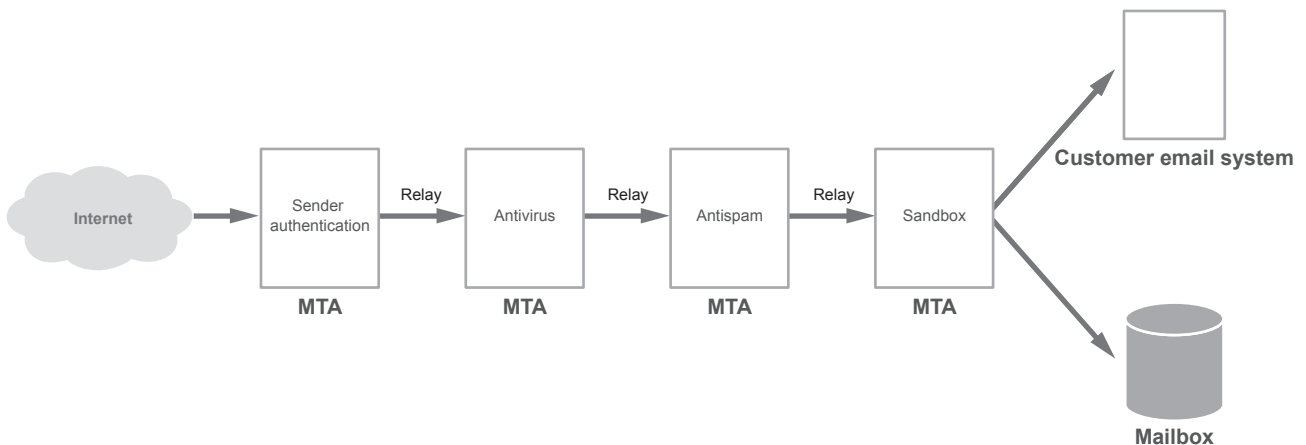 Internet
Sender
authentication
MTA
Relay
Antivirus
MTA
Relay
Antispam
MTA
Relay
Sandbox
MTA
Customer email system
Mailbox